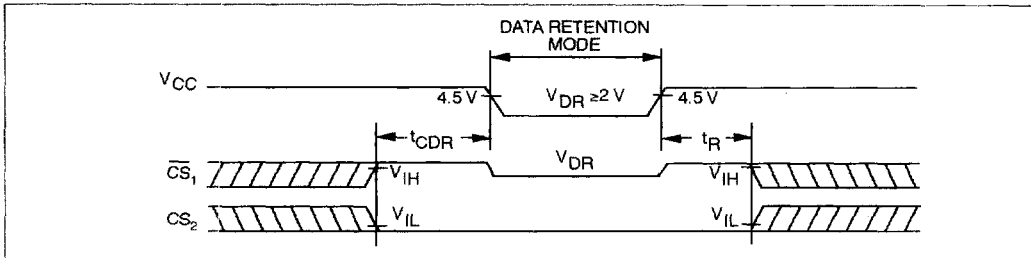 DATA RETENTION
MODE
VCC
4.5 V
VDR ≥2 V
4.5 V
tCDR
tR
CS1
VIH
VDR
VIH
CS2
VIL
VIL